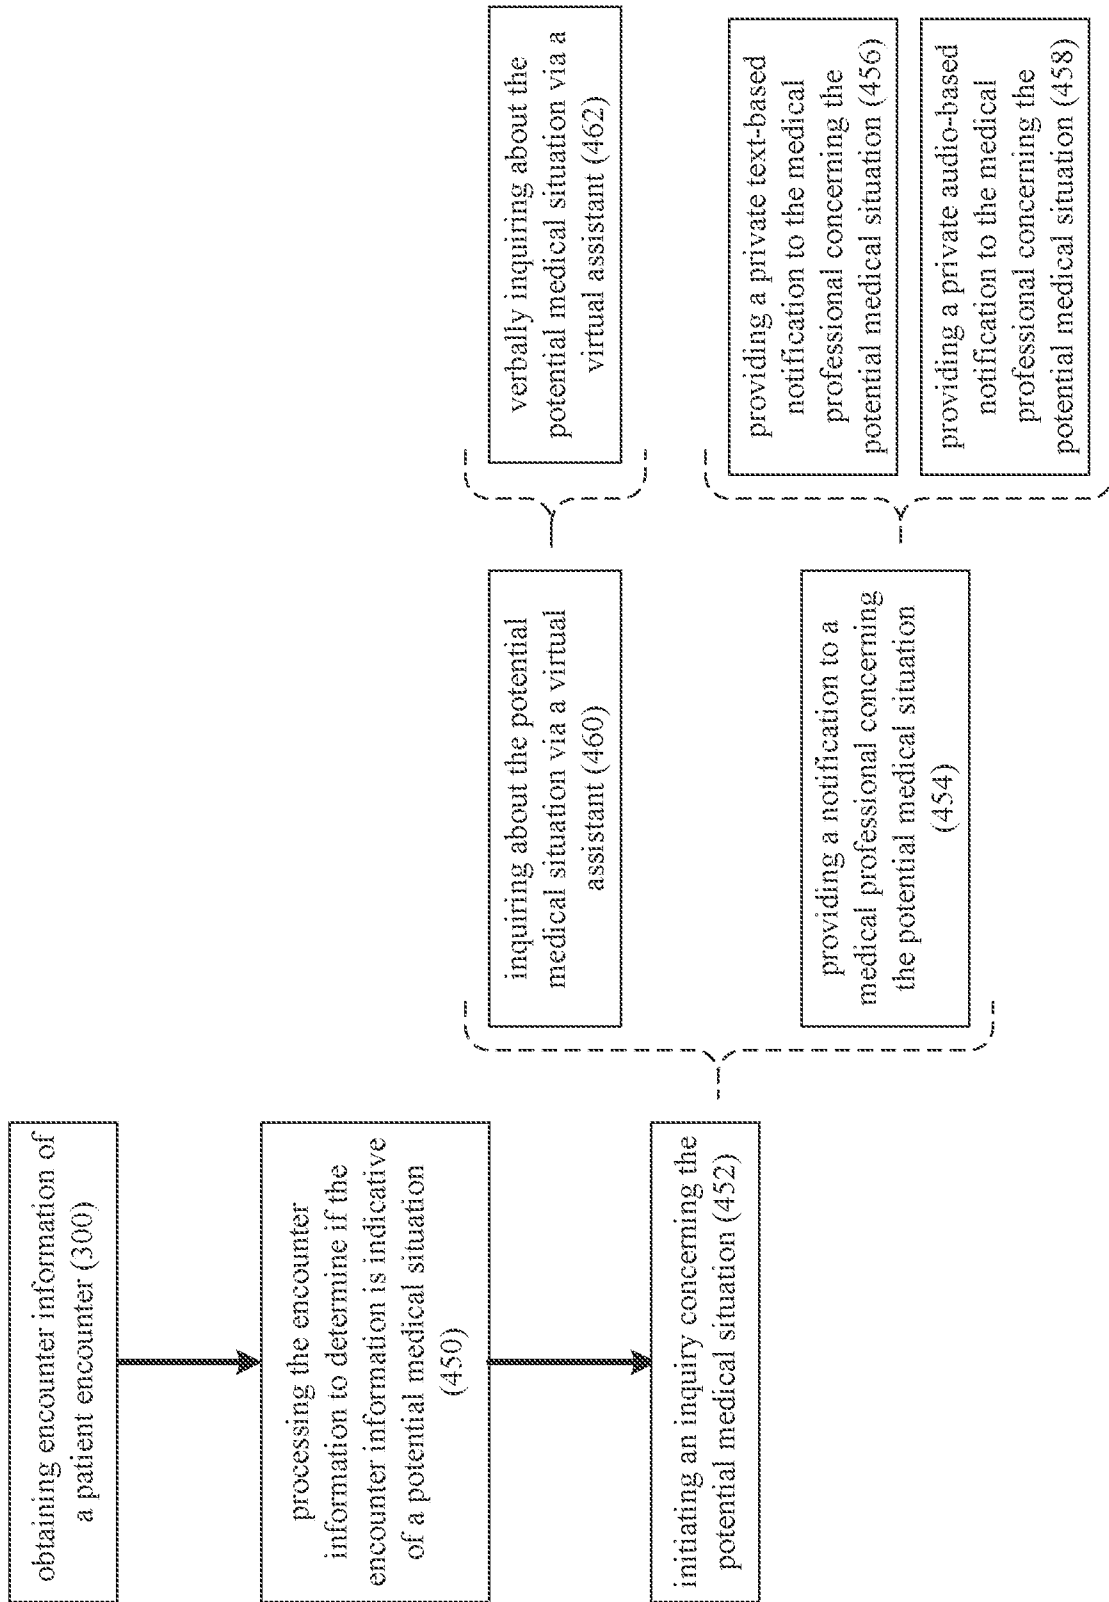 obtaining encounter information of
a patient encounter (300)
processing the encounter
information to determine if the
encounter information is indicative
of a potential medical situation
(450)
initiating an inquiry concerning the
potential medical situation (452)
inquiring about the potential
medical situation via a virtual
assistant (460)
providing a notification to a
medical professional concerning
the potential medical situation
(454)
verbally inquiring about the
potential medical situation via a
virtual assistant (462)
providing a private text-based
notification to the medical
professional concerning the
potential medical situation (456)
providing a private audio-based
notification to the medical
professional concerning the
potential medical situation (458)